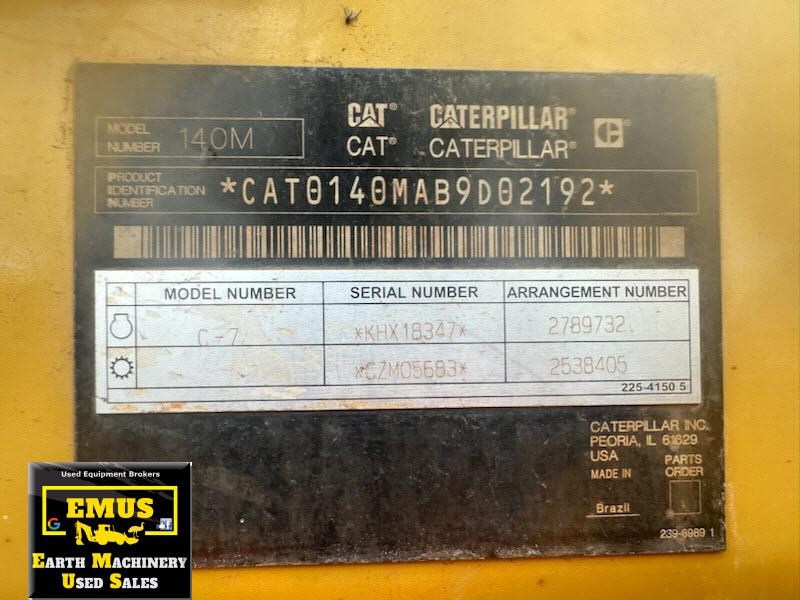 CAT® CATERPILLAR®
MODEL NUMBER 140M
CAT® CATERPILLAR® C®
PRODUCT IDENTIFICATION NUMBER *CAT0140MAB9D02192*
MODEL NUMBER SERIAL NUMBER ARRANGEMENT NUMBER
C-7 *KHX18347* 2789732
*CZM05683* 2538405
225-4150 5
CATERPILLAR INC.
PEORIA, IL 61629
USA
MADE IN
Brazil
PARTS ORDER
239-6989 1
Used Equipment Brokers
G EMUS f
EARTH MACHINERY
USED SALES